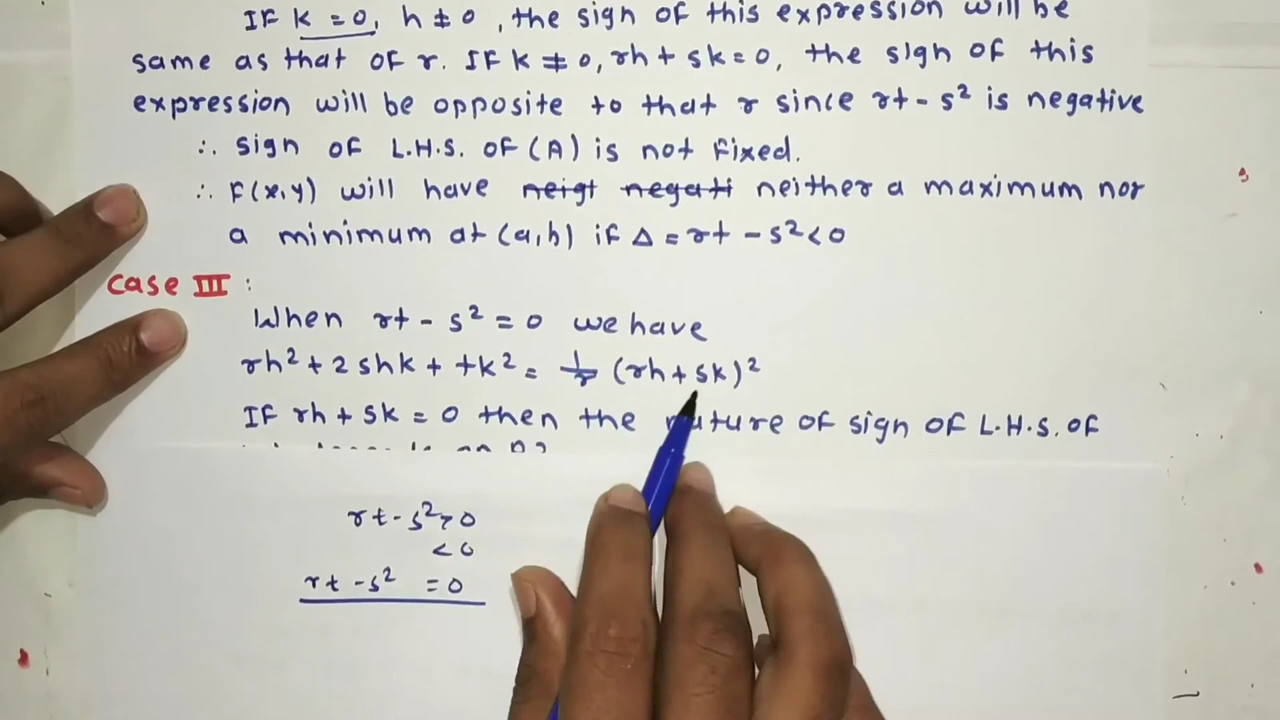 IF k = 0, h ≠ 0, the sign of this expression will be
same as that of r. IF k ≠ 0, rh + sk = 0, the sign of this
expression will be opposite to that r since rt - s² is negative
∴ sign of L.H.S. of (A) is not fixed.
∴ F(x,y) will have neigt negati neither a maximum nor
a minimum at (a,b) if Δ = rt - s² < 0
Case III :
When rt - s² = 0 we have
rh² + 2shk + tk² = 1/r (rh + sk)²
IF rh + sk = 0 then the nature of sign of L.H.S. of
rt - s² > 0
< 0
rt - s² = 0